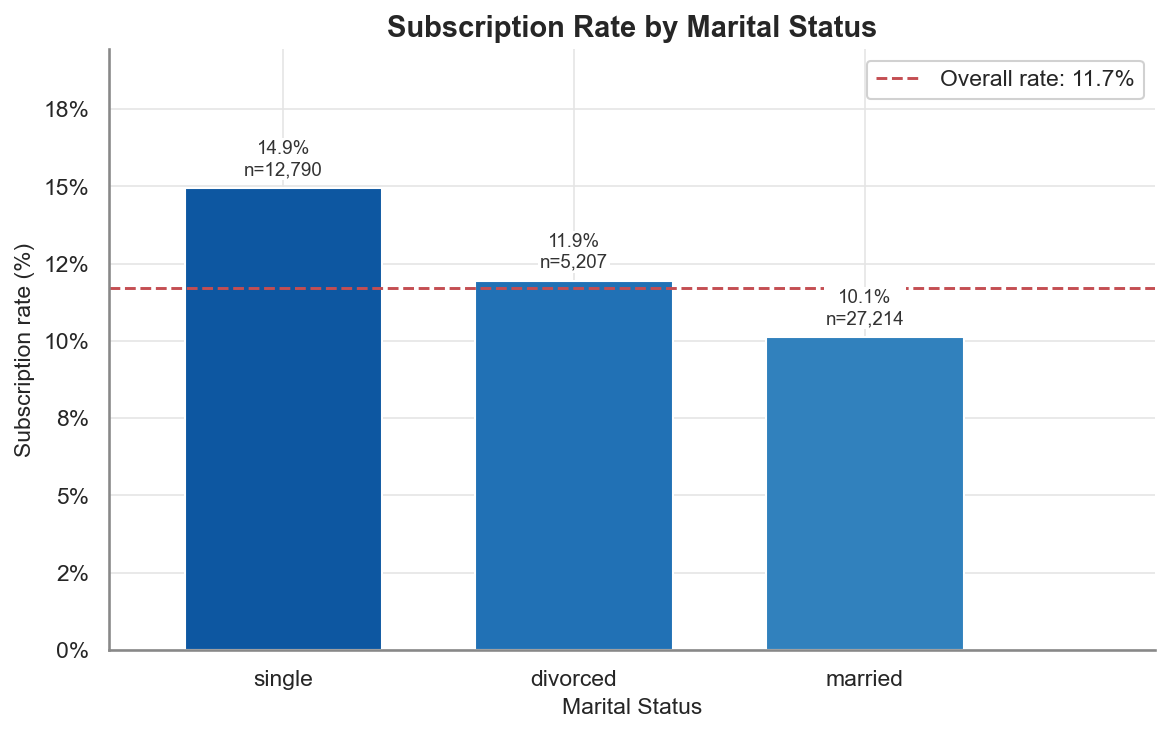 Subscription Rate by Marital Status
Overall rate: 11.7%
18%
15%
12%
10%
8%
5%
2%
0%
Subscription rate (%)
14.9%
n=12,790
11.9%
n=5,207
10.1%
n=27,214
single
divorced
married
Marital Status